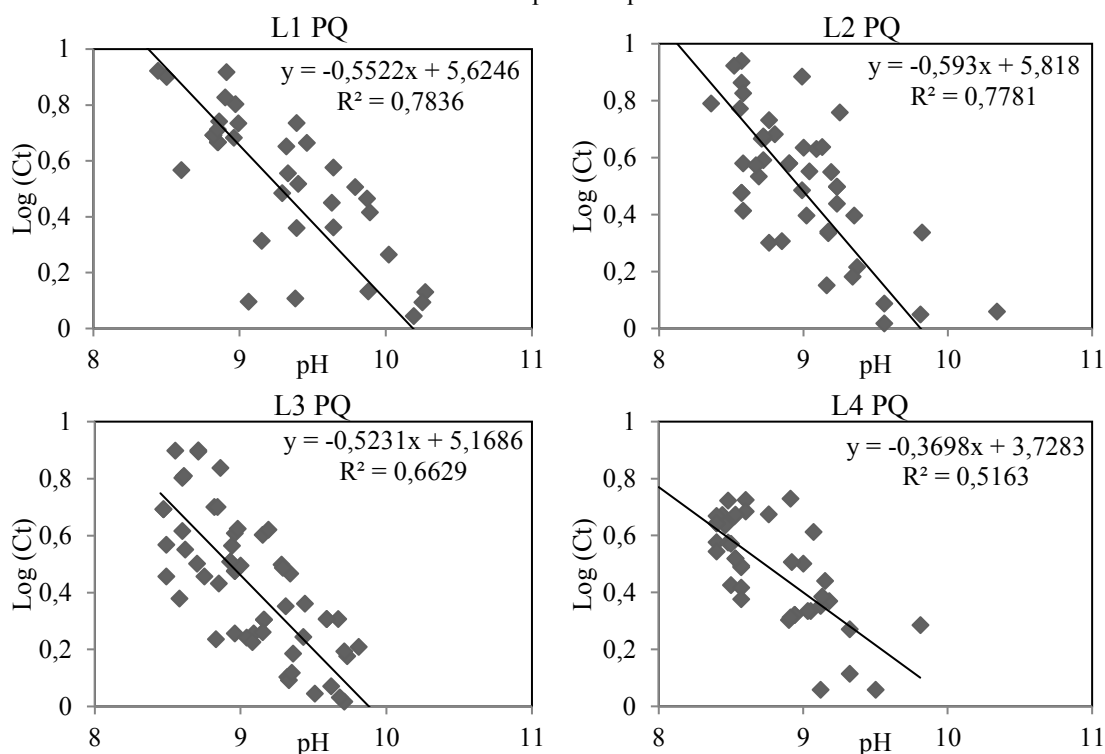 L1 PQ
y = -0,5522x + 5,6246
R² = 0,7836
Log (Ct)
1
0,8
0,6
0,4
0,2
0
8
9
10
11
pH
L2 PQ
y = -0,593x + 5,818
R² = 0,7781
Log (Ct)
1
0,8
0,6
0,4
0,2
0
8
9
10
11
pH
L3 PQ
y = -0,5231x + 5,1686
R² = 0,6629
Log (Ct)
1
0,8
0,6
0,4
0,2
0
8
9
10
11
pH
L4 PQ
y = -0,3698x + 3,7283
R² = 0,5163
Log (Ct)
1
0,8
0,6
0,4
0,2
0
8
9
10
11
pH